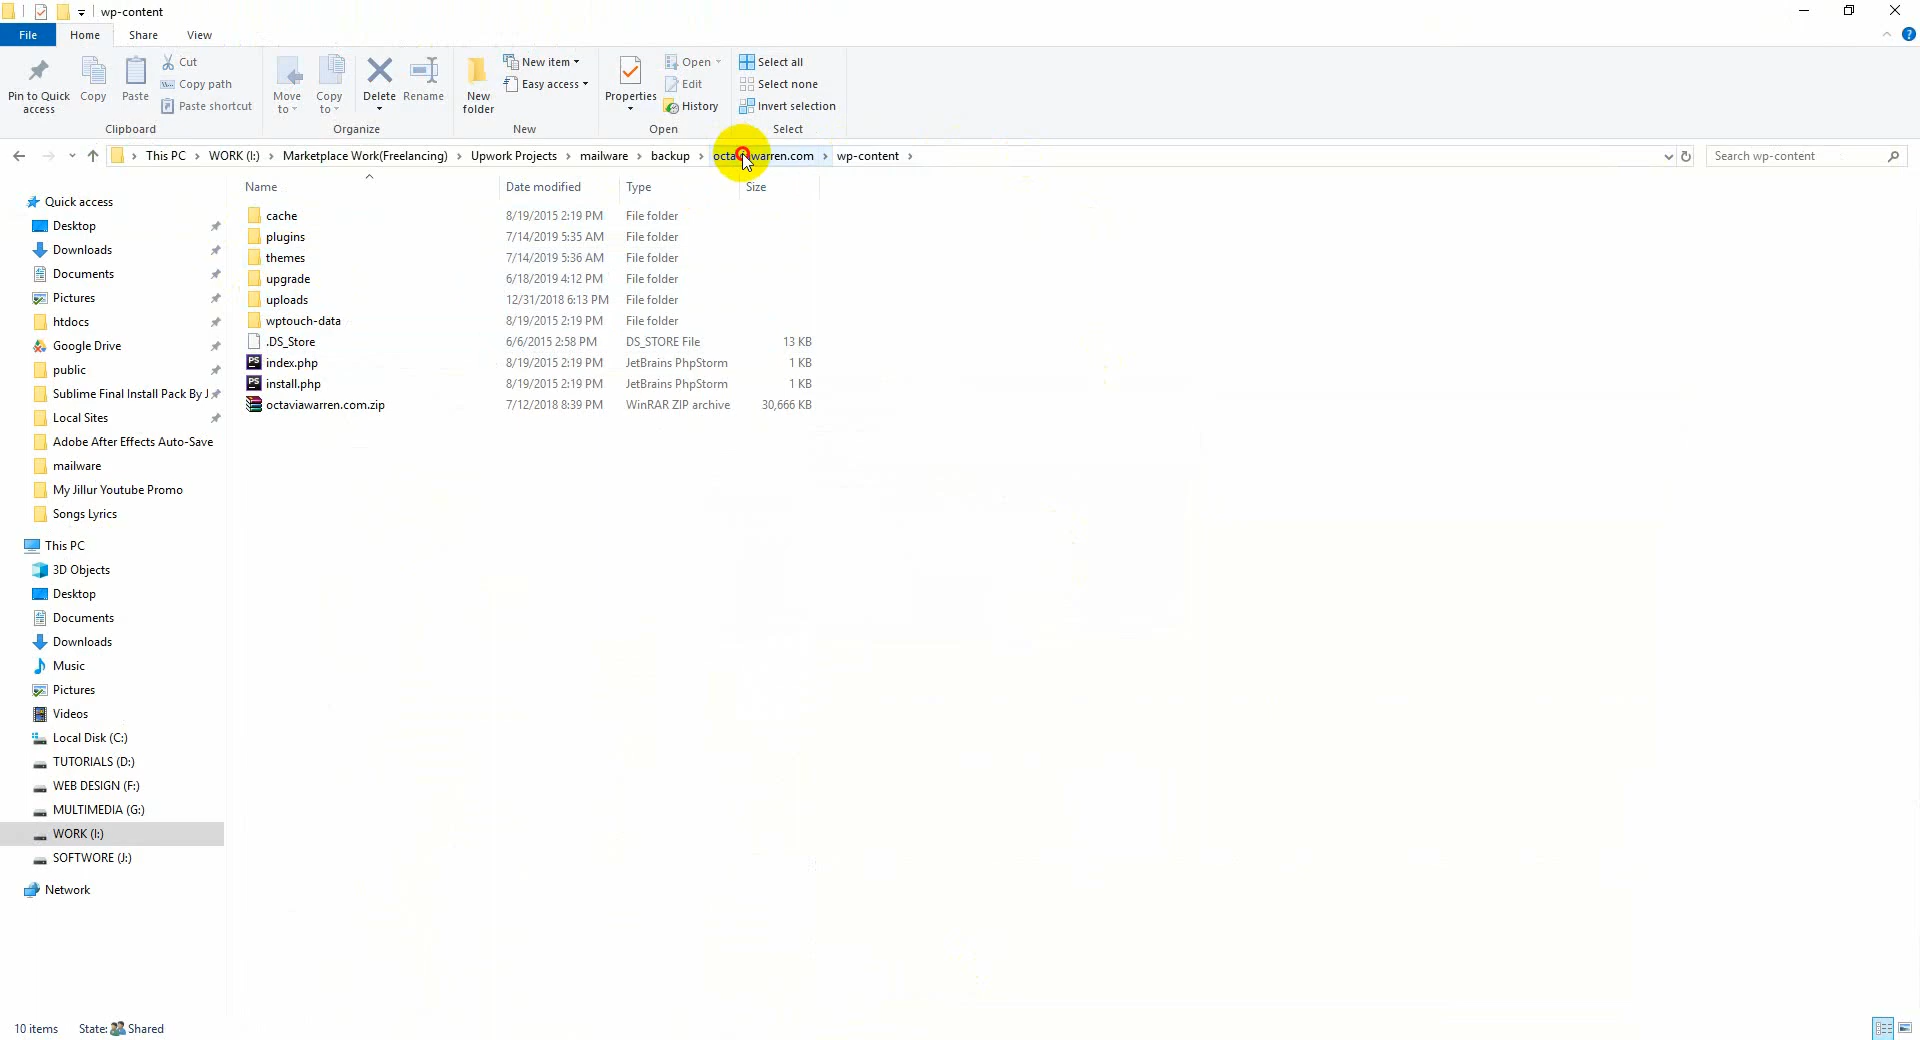 wp-content
File Home Share View
Pin to Quick access
Copy
Paste
Cut
Copy path
Paste shortcut
Clipboard
Move to
Copy to
Delete
Rename
Organize
New folder
New item
Easy access
New
Properties
Open
Edit
History
Open
Select all
Select none
Invert selection
Select
This PC › WORK (I:) › Marketplace Work(Freelancing) › Upwork Projects › mailware › backup › octaviawarren.com › wp-content ›
Search wp-content
Name Date modified Type Size
cache 8/19/2015 2:19 PM File folder
plugins 7/14/2019 5:35 AM File folder
themes 7/14/2019 5:36 AM File folder
upgrade 6/18/2019 4:12 PM File folder
uploads 12/31/2018 6:13 PM File folder
wptouch-data 8/19/2015 2:19 PM File folder
.DS_Store 6/6/2015 2:58 PM DS_STORE File 13 KB
index.php 8/19/2015 2:19 PM JetBrains PhpStorm 1 KB
install.php 8/19/2015 2:19 PM JetBrains PhpStorm 1 KB
octaviawarren.com.zip 7/12/2018 8:39 PM WinRAR ZIP archive 30,666 KB
Quick access
Desktop
Downloads
Documents
Pictures
htdocs
Google Drive
public
Sublime Final Install Pack By J
Local Sites
Adobe After Effects Auto-Save
mailware
My Jillur Youtube Promo
Songs Lyrics
This PC
3D Objects
Desktop
Documents
Downloads
Music
Pictures
Videos
Local Disk (C:)
TUTORIALS (D:)
WEB DESIGN (F:)
MULTIMEDIA (G:)
WORK (I:)
SOFTWORE (J:)
Network
10 items State: Shared